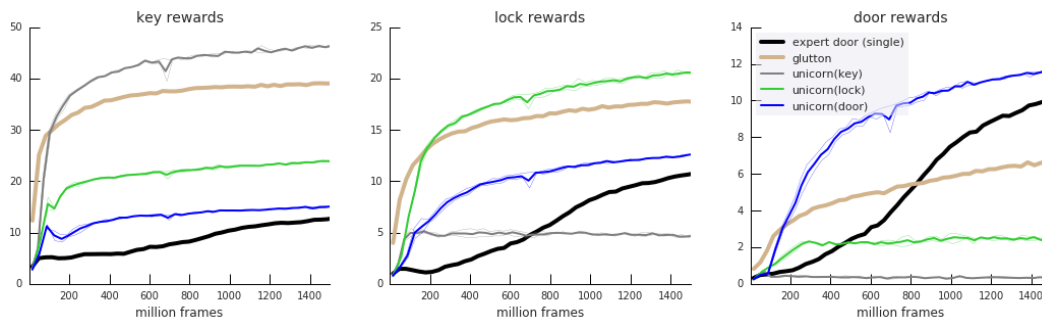 key rewards
50
40
30
20
10
0
200 400 600 800 1000 1200 1400
million frames
lock rewards
25
20
15
10
5
0
200 400 600 800 1000 1200 1400
million frames
door rewards
14
12
10
8
6
4
2
0
expert door (single)
glutton
unicorn(key)
unicorn(lock)
unicorn(door)
200 400 600 800 1000 1200 1400
million frames